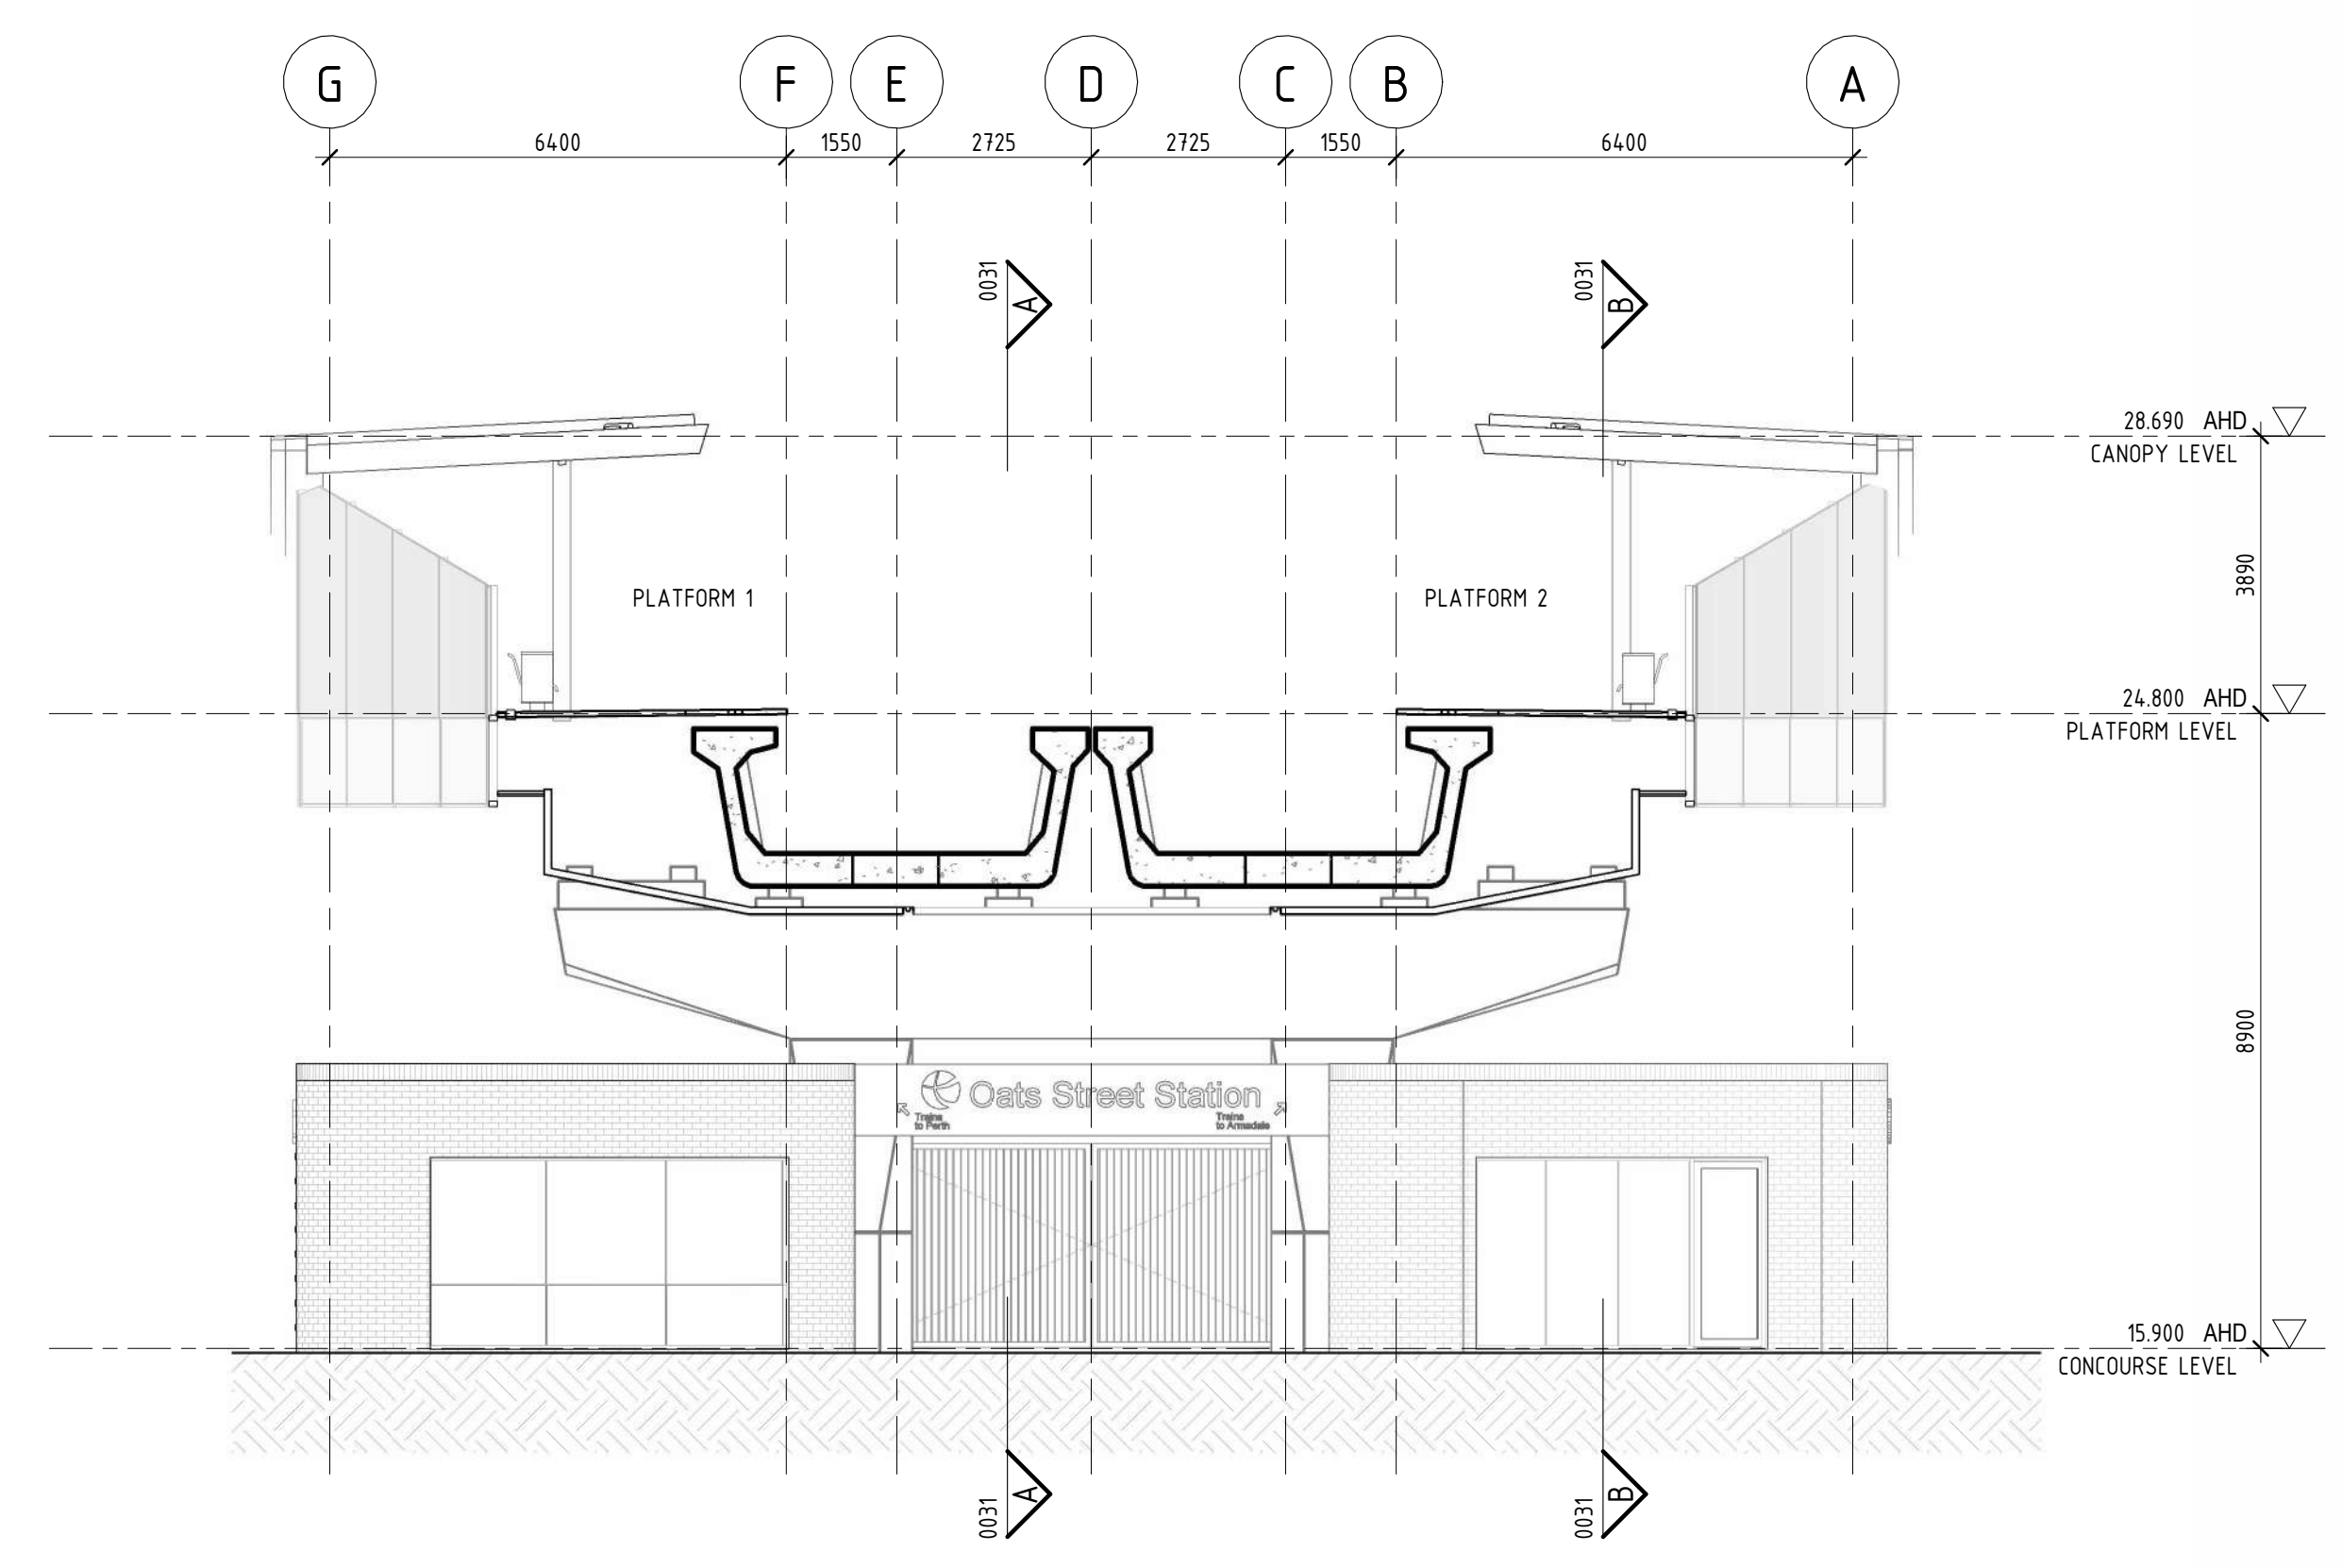 G F E D C B A
6400 1550 2725 2725 1550 6400
0031 A
0031 B
28.690 AHD
CANOPY LEVEL
3890
PLATFORM 1
PLATFORM 2
24.800 AHD
PLATFORM LEVEL
8900
Oats Street Station
Trains
to Perth
Trains
to Armadale
15.900 AHD
CONCOURSE LEVEL
0031 A
0031 B